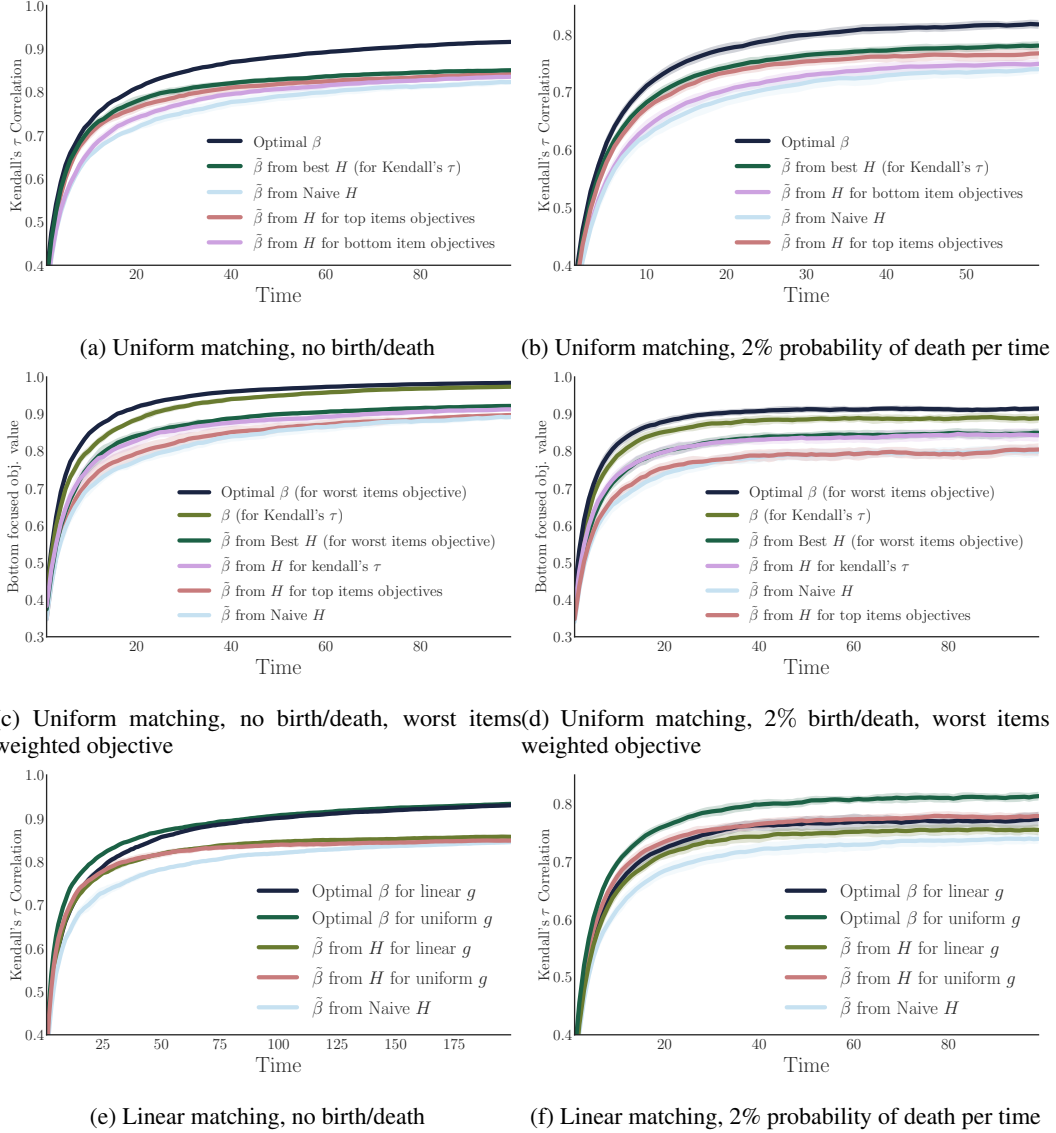 1.0
0.9
0.8
0.7
0.6
0.5
0.4
Kendall's τ Correlation
Optimal β
β̃ from best H (for Kendall's τ)
β̃ from Naive H
β̃ from H for top items objectives
β̃ from H for bottom item objectives
20 40 60 80
Time
(a) Uniform matching, no birth/death
0.8
0.7
0.6
0.5
0.4
Kendall's τ Correlation
Optimal β
β̃ from best H (for Kendall's τ)
β̃ from H for bottom item objectives
β̃ from Naive H
β̃ from H for top items objectives
10 20 30 40 50
Time
(b) Uniform matching, 2% probability of death per time
1.0
0.9
0.8
0.7
0.6
0.5
0.4
0.3
Bottom focused obj. value
Optimal β (for worst items objective)
β (for Kendall's τ)
β̃ from Best H (for worst items objective)
β̃ from H for kendall's τ
β̃ from H for top items objectives
β̃ from Naive H
20 40 60 80
Time
c) Uniform matching, no birth/death, worst items
weighted objective
1.0
0.9
0.8
0.7
0.6
0.5
0.4
0.3
Bottom focused obj. value
Optimal β (for worst items objective)
β (for Kendall's τ)
β̃ from Best H (for worst items objective)
β̃ from H for kendall's τ
β̃ from Naive H
β̃ from H for top items objectives
20 40 60 80
Time
(d) Uniform matching, 2% birth/death, worst items
weighted objective
1.0
0.9
0.8
0.7
0.6
0.5
0.4
Kendall's τ Correlation
Optimal β for linear g
Optimal β for uniform g
β̃ from H for linear g
β̃ from H for uniform g
β̃ from Naive H
25 50 75 100 125 150 175
Time
(e) Linear matching, no birth/death
0.8
0.7
0.6
0.5
0.4
Kendall's τ Correlation
Optimal β for linear g
Optimal β for uniform g
β̃ from H for linear g
β̃ from H for uniform g
β̃ from Naive H
20 40 60 80
Time
(f) Linear matching, 2% probability of death per time